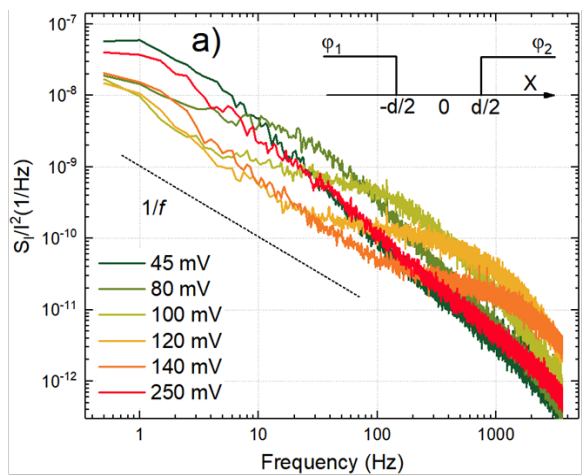 10⁻⁷
10⁻⁸
10⁻⁹
10⁻¹⁰
10⁻¹¹
10⁻¹²
S_I/I²(1/Hz)
a)
φ₁
φ₂
-d/2 0 d/2 X
1/f
45 mV
80 mV
100 mV
120 mV
140 mV
250 mV
1 10 100 1000
Frequency (Hz)